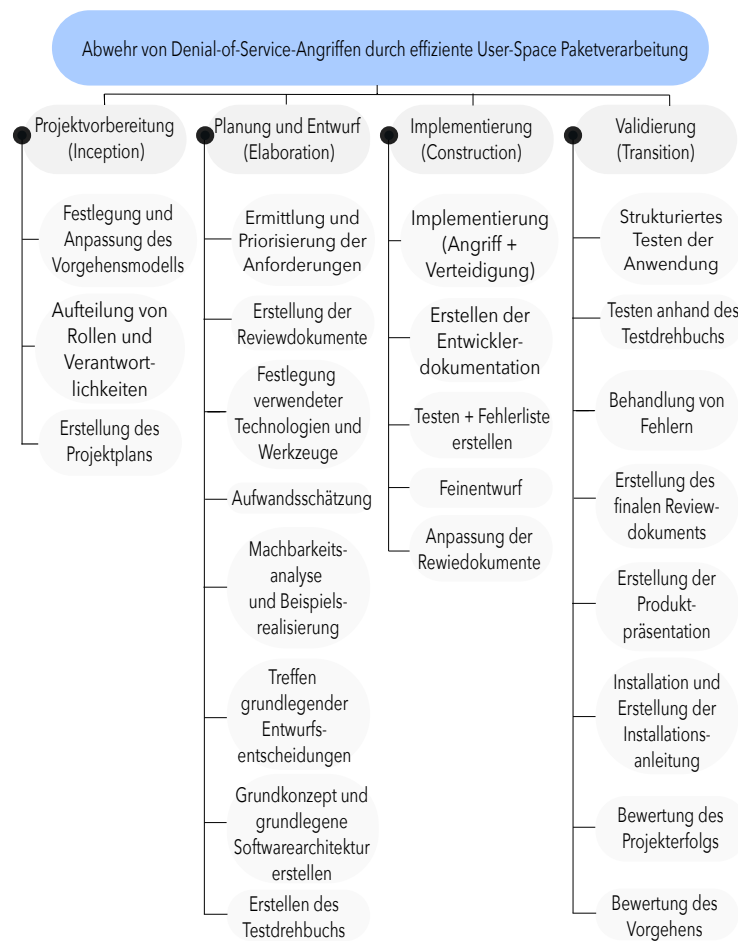 Abwehr von Denial-of-Service-Angriffen durch effiziente User-Space Paketverarbeitung
Projektvorbereitung
(Inception)
Festlegung und
Anpassung des
Vorgehensmodells
Aufteilung von
Rollen und
Verantwort-
lichkeiten
Erstellung des
Projektplans
Planung und Entwurf
(Elaboration)
Ermittlung und
Priorisierung der
Anforderungen
Erstellung der
Reviewdokumente
Festlegung
verwendeter
Technologien und
Werkzeuge
Aufwandsschätzung
Machbarkeits-
analyse
und Beispiels-
realisierung
Treffen
grundlegender
Entwurfs-
entscheidungen
Grundkonzept und
grundlegene
Softwarearchitektur
erstellen
Erstellen des
Testdrehbuchs
Implementierung
(Construction)
Implementierung
(Angriff +
Verteidigung)
Erstellen der
Entwickler-
dokumentation
Testen + Fehlerliste
erstellen
Feinentwurf
Anpassung der
Rewiedokumente
Validierung
(Transition)
Strukturiertes
Testen der
Anwendung
Testen anhand des
Testdrehbuchs
Behandlung von
Fehlern
Erstellung des
finalen Review-
dokuments
Erstellung der
Produkt-
präsentation
Installation und
Erstellung der
Installations-
anleitung
Bewertung des
Projekterfolgs
Bewertung des
Vorgehens